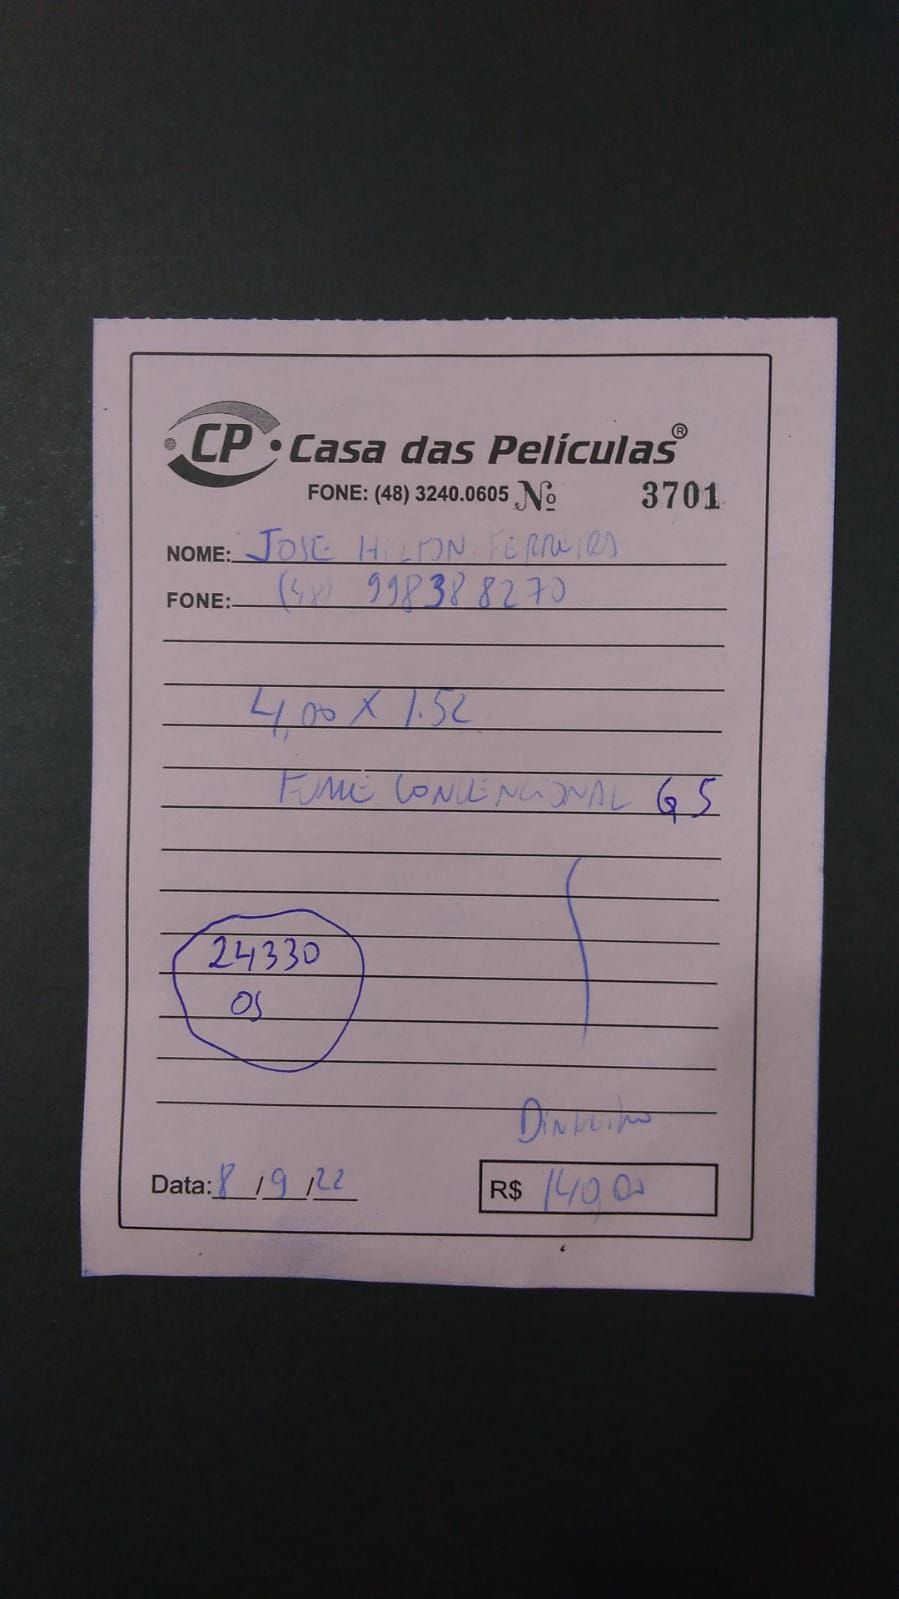 CP Casa das Películas®
FONE: (48) 3240.0605 Nº 3701
NOME: JOSE HILTON FERREIRA
FONE: (48) 998388270
4,00 X 1.52
FUME CONVENCIONAL G5
24330
OS
DINHEIRO
Data: 8/9/22 R$ 140,00